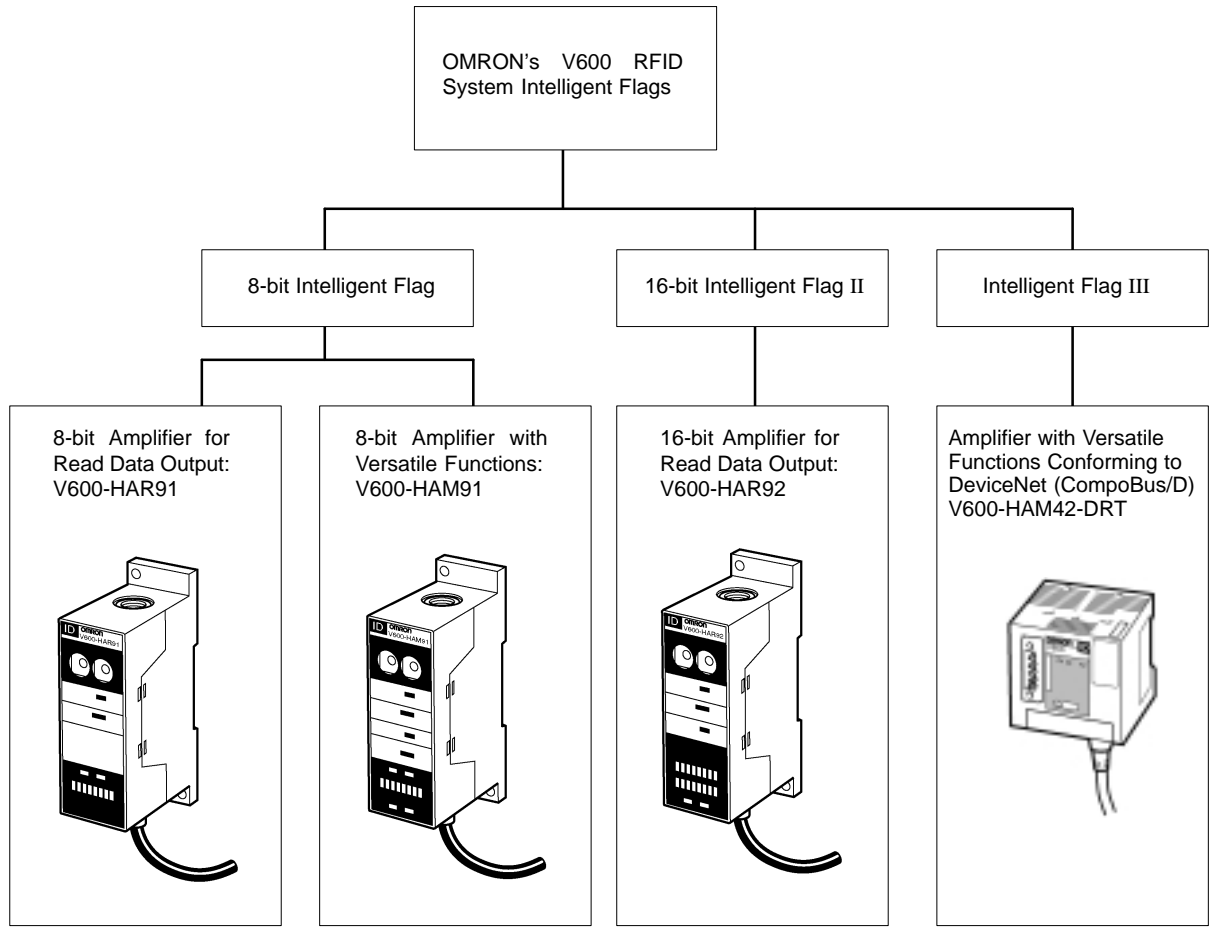 OMRON's V600 RFID
System Intelligent Flags
8-bit Intelligent Flag
16-bit Intelligent Flag II
Intelligent Flag III
8-bit Amplifier for
Read Data Output:
V600-HAR91
8-bit Amplifier with
Versatile Functions:
V600-HAM91
16-bit Amplifier for
Read Data Output:
V600-HAR92
Amplifier with Versatile
Functions Conforming to
DeviceNet (CompoBus/D)
V600-HAM42-DRT
ID OMRON
V600-HAR91
ID OMRON
V600-HAM91
ID OMRON
V600-HAR92